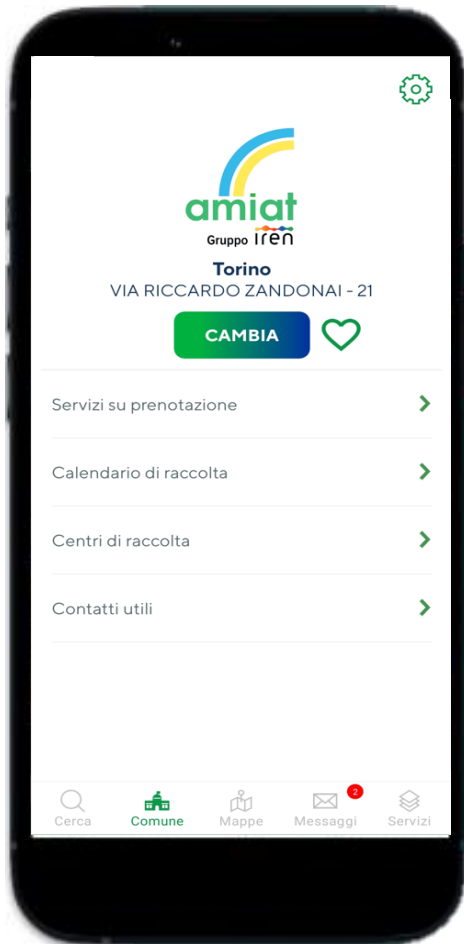 amiat
Gruppo Iren
Torino
VIA RICCARDO ZANDONAI - 21
CAMBIA
Servizi su prenotazione
Calendario di raccolta
Centri di raccolta
Contatti utili
2
Cerca Comune Mappe Messaggi Servizi